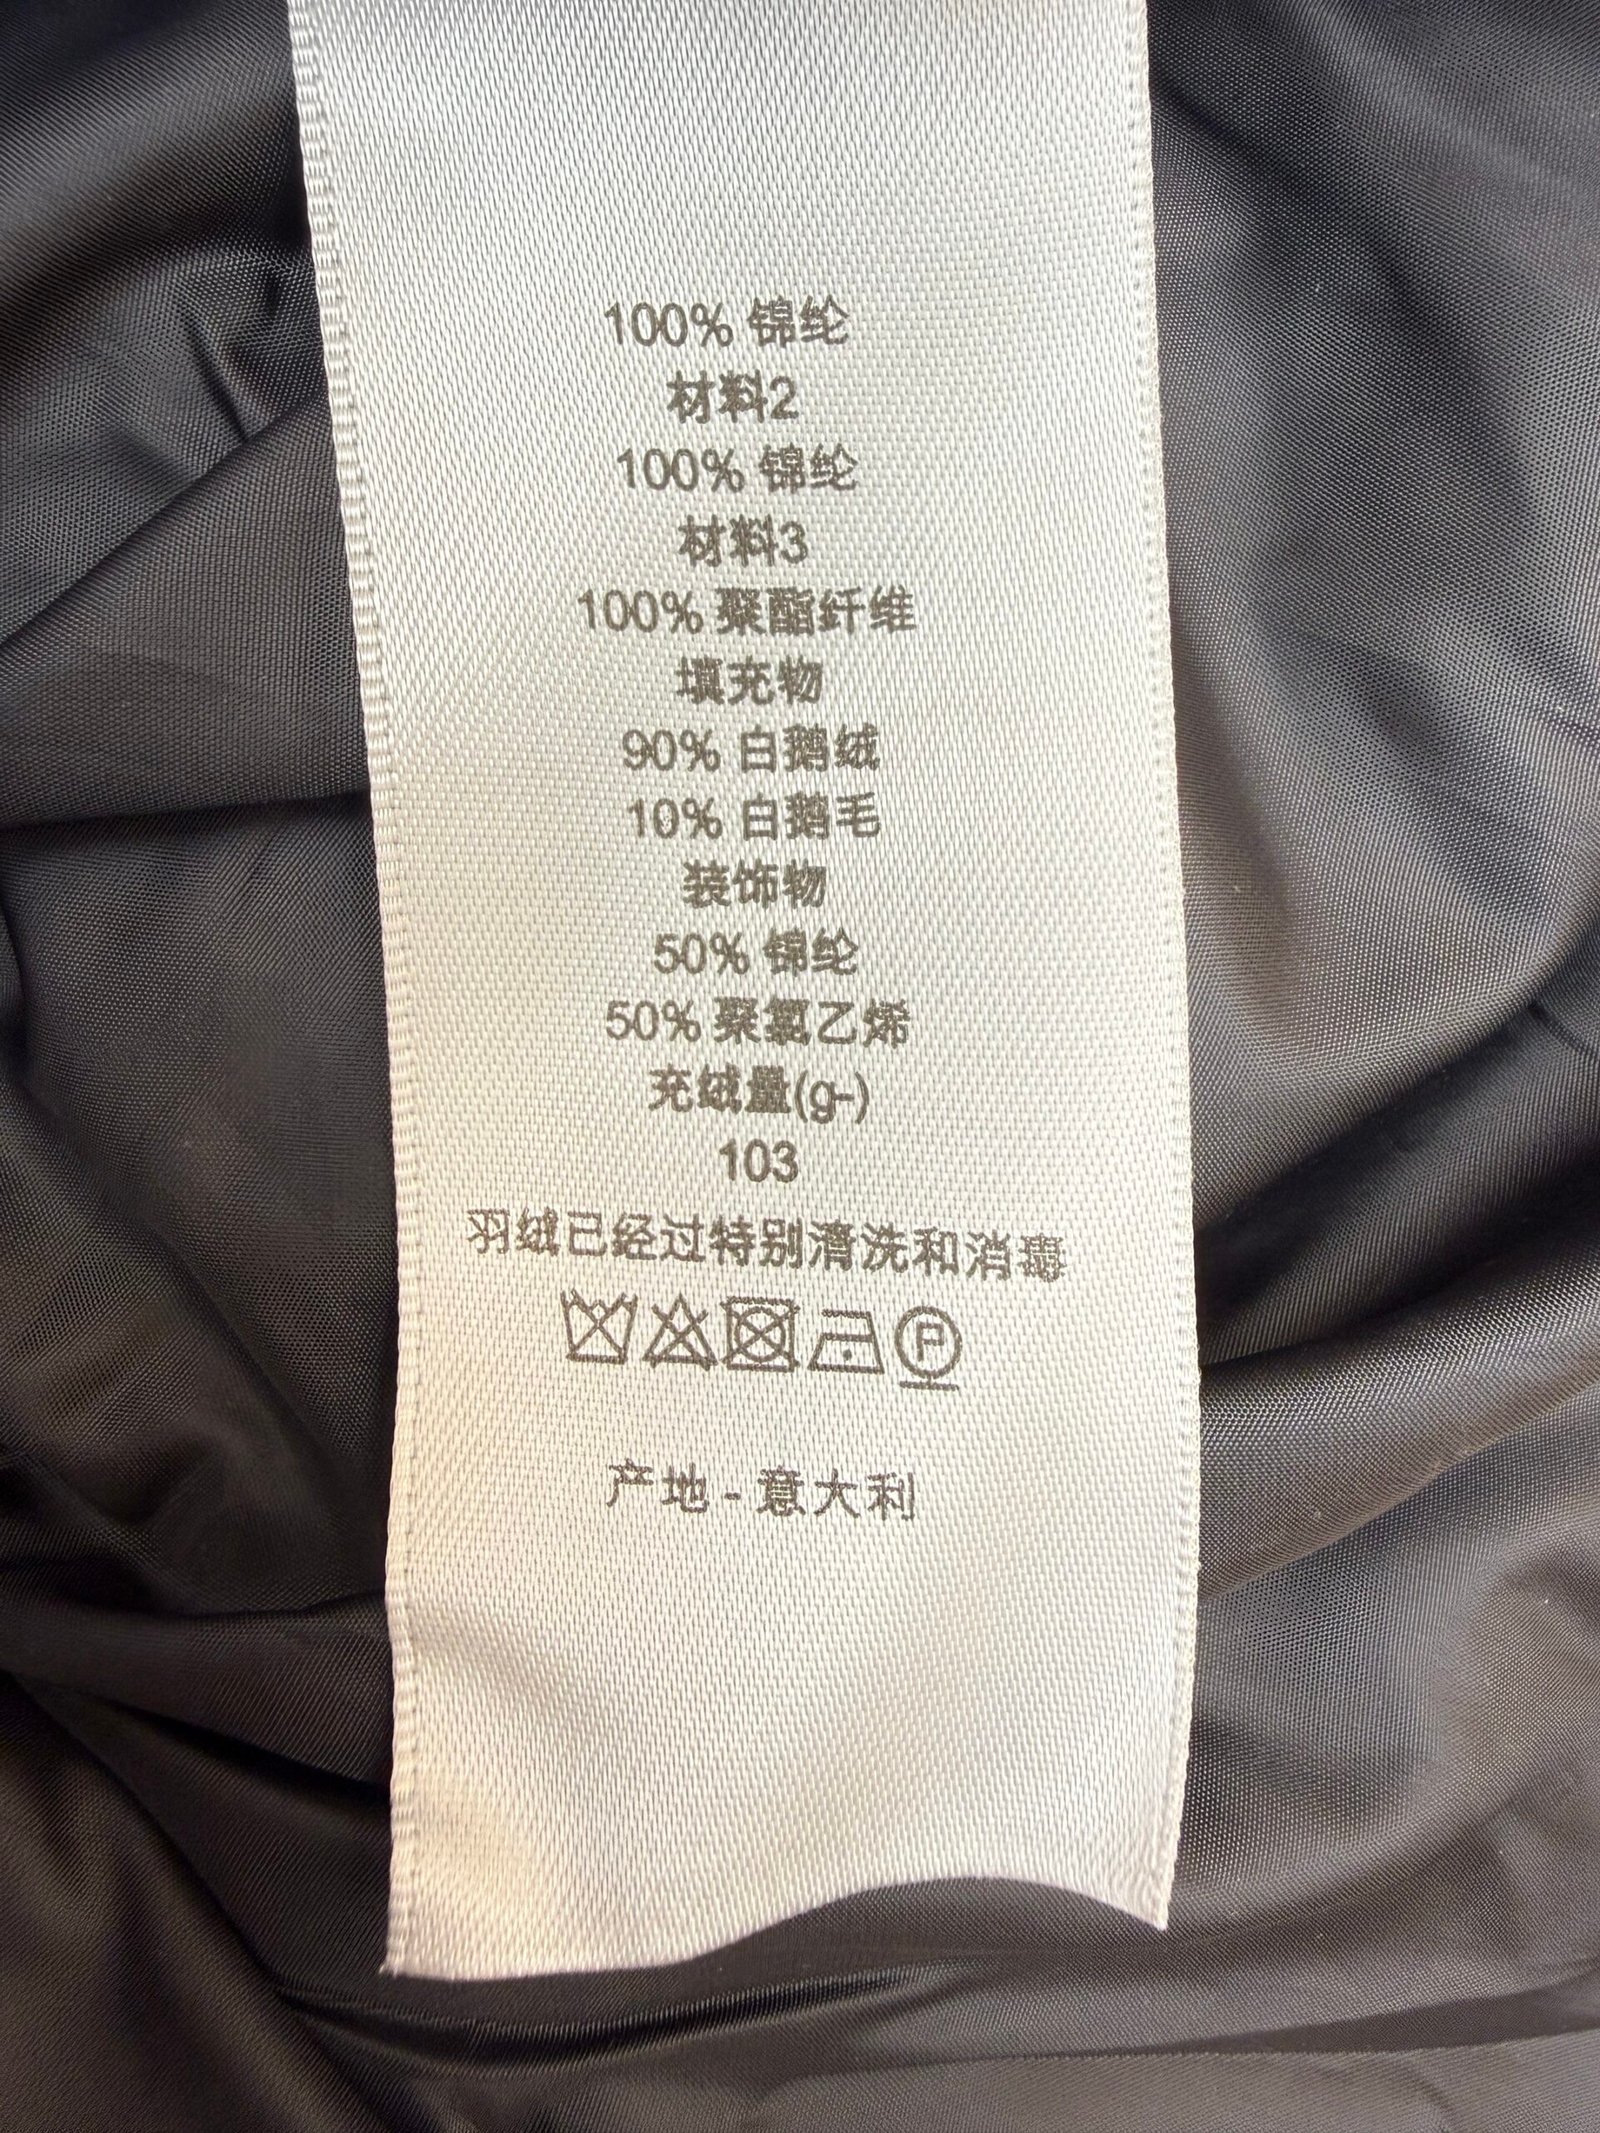 100% 锦纶
材料2
100% 锦纶
材料3
100% 聚酯纤维
填充物
90% 白鹅绒
10% 白鹅毛
装饰物
50% 锦纶
50% 聚氯乙烯
充绒量(g-)
103
羽绒已经过特别清洗和消毒
P
产地 - 意大利